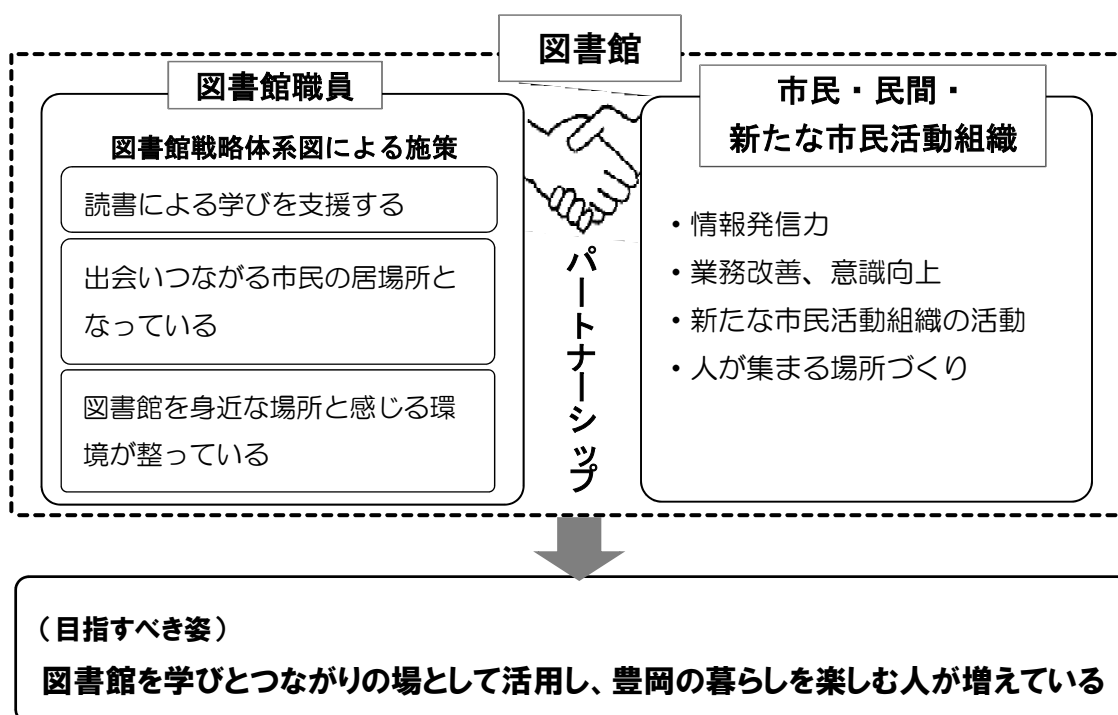 図書館
図書館職員
図書館戦略体系図による施策
読書による学びを支援する
出会いつながる市民の居場所と
なっている
図書館を身近な場所と感じる環
境が整っている
パートナーシップ
市民・民間・
新たな市民活動組織
・情報発信力
・業務改善、意識向上
・新たな市民活動組織の活動
・人が集まる場所づくり
（目指すべき姿）
図書館を学びとつながりの場として活用し、豊岡の暮らしを楽しむ人が増えている